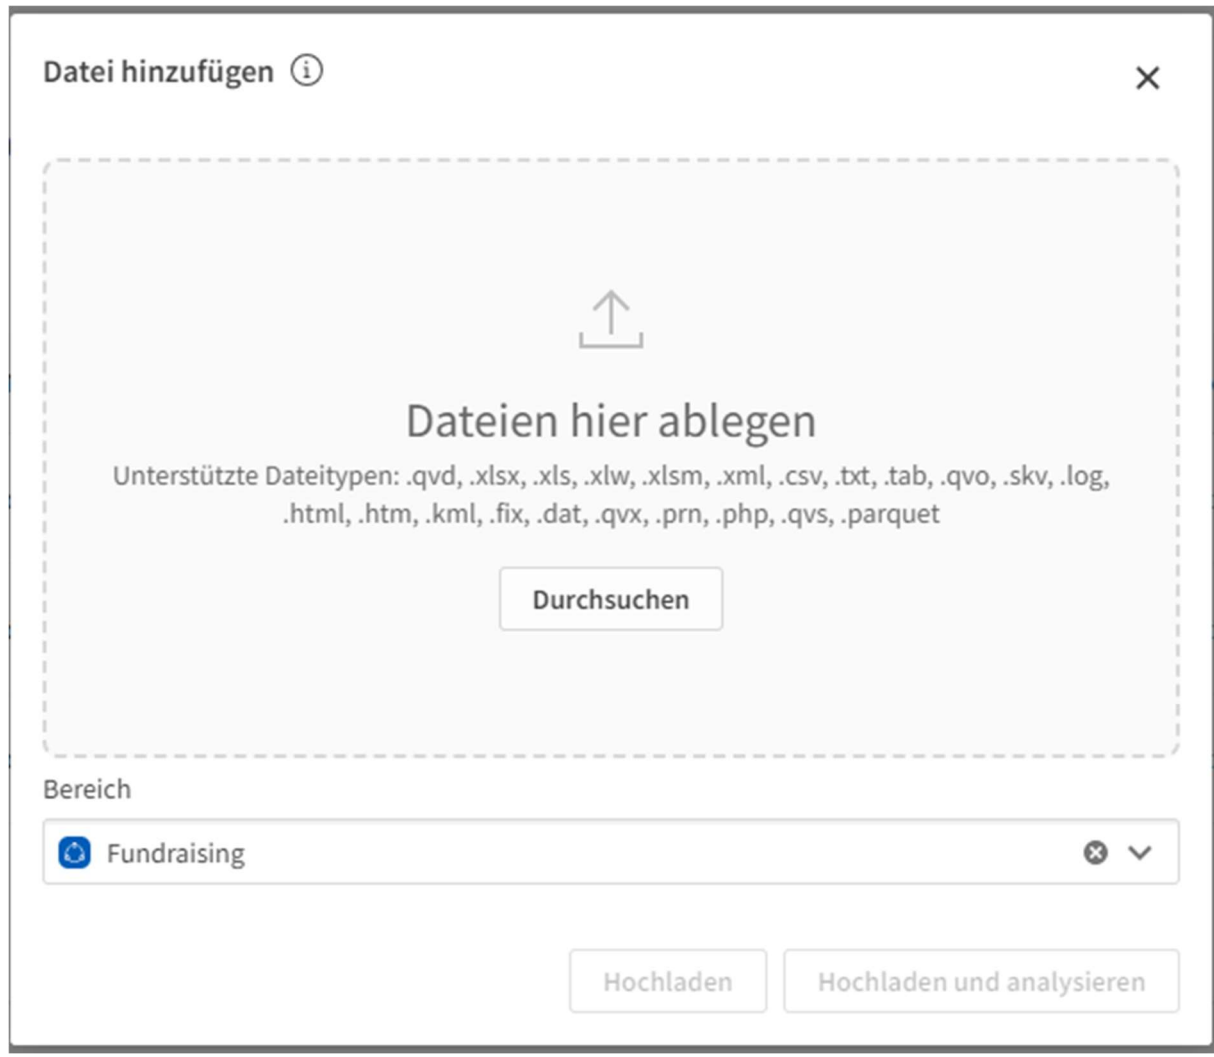 Datei hinzufügen
Dateien hier ablegen
Unterstützte Dateitypen: .qvd, .xlsx, .xls, .xlw, .xlsm, .xml, .csv, .txt, .tab, .qvo, .skv, .log,
.html, .htm, .kml, .fix, .dat, .qvx, .prn, .php, .qvs, .parquet
Durchsuchen
Bereich
Fundraising
Hochladen
Hochladen und analysieren